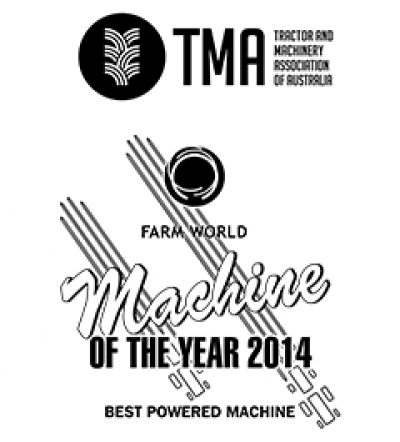 TMA
TRACTOR AND
MACHINERY
ASSOCIATION
OF AUSTRALIA
FARM WORLD
Machine
OF THE YEAR 2014
BEST POWERED MACHINE